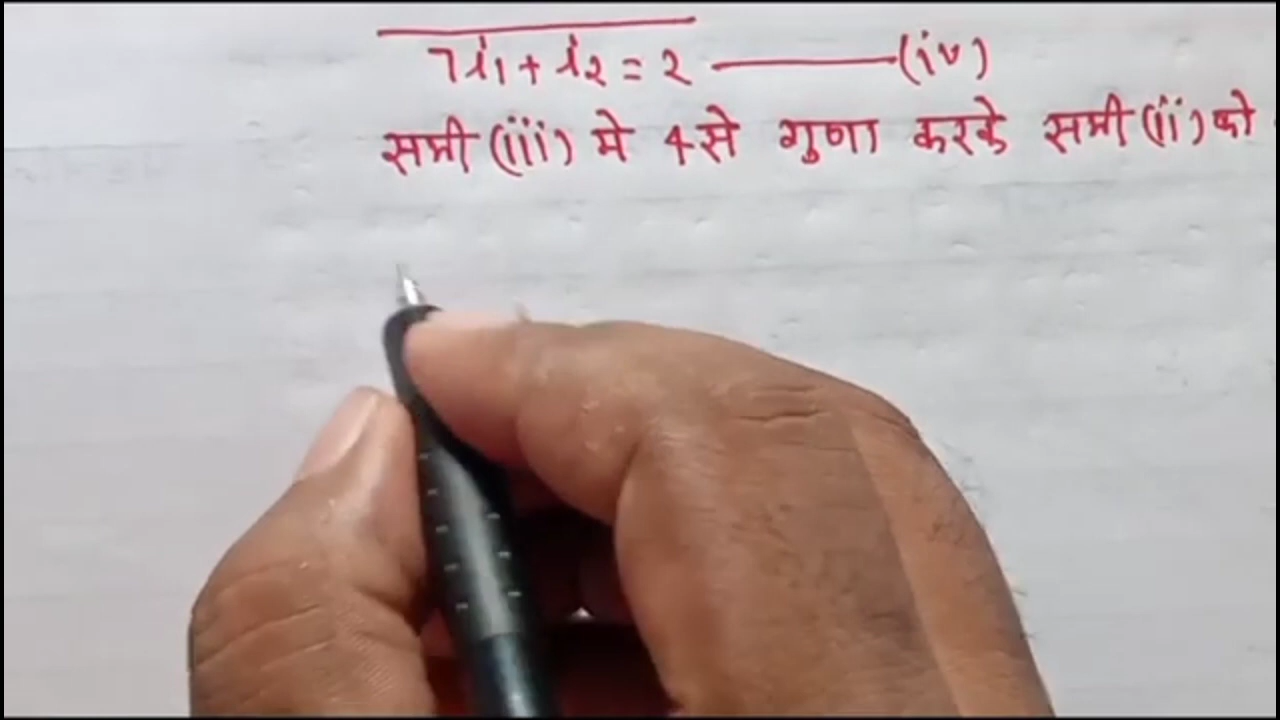 7i₁ + i₂ = 2 ———(iv)
समी (iii) मे 4 से गुणा करके समी (ii) को